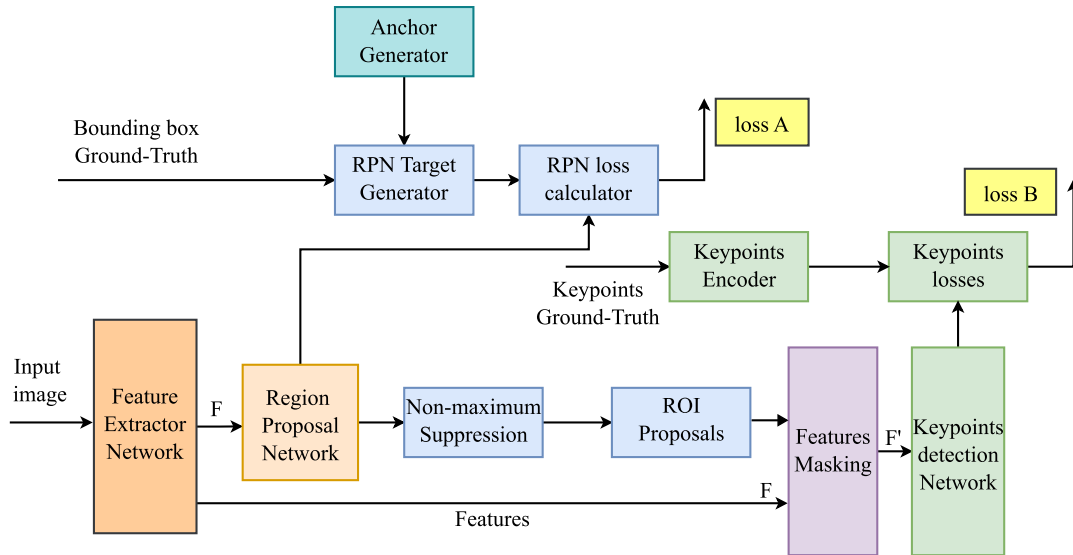 Anchor
Generator
Bounding box
Ground-Truth
RPN Target
Generator
RPN loss
calculator
loss A
loss B
Keypoints
Ground-Truth
Keypoints
Encoder
Keypoints
losses
Input
image
Feature
Extractor
Network
F
Region
Proposal
Network
Non-maximum
Suppression
ROI
Proposals
Features
Masking
F'
Keypoints
detection
Network
F
Features